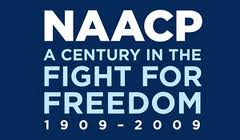 NAACP
A CENTURY IN THE
FIGHT FOR
FREEDOM
1909-2009